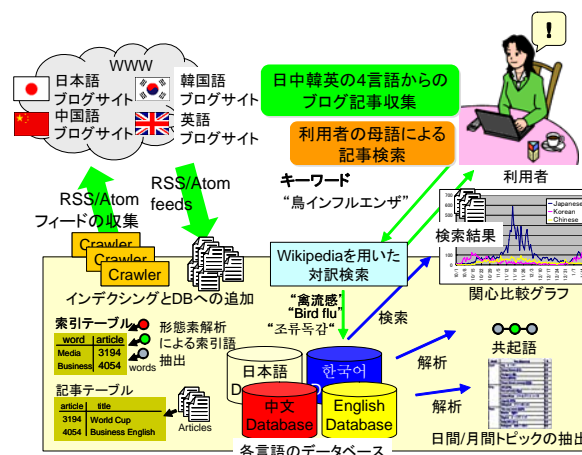 WWW
日本語
ブログサイト
韓国語
ブログサイト
中国語
ブログサイト
英語
ブログサイト
日中韓英の4言語からの
ブログ記事収集
利用者の母語による
記事検索
!
利用者
キーワード
“鳥インフルエンザ”
RSS/Atom
フィードの収集
RSS/Atom
feeds
Crawler
Crawler
Crawler
インデクシングとDBへの追加
Wikipediaを用いた
対訳検索
検索結果
Japanese
Korean
Chinese
関心比較グラフ
“禽流感”
“Bird flu”
“조류독감”
検索
索引テーブル
word article
Media 3194
Business 4054
words
形態素解析
による索引語
抽出
記事テーブル
article title
3194 World Cup
4054 Business English
Articles
日本語
한국어
中文
Database
English
Database
各言語のデータベース
解析
解析
共起語
日間/月間トピックの抽出